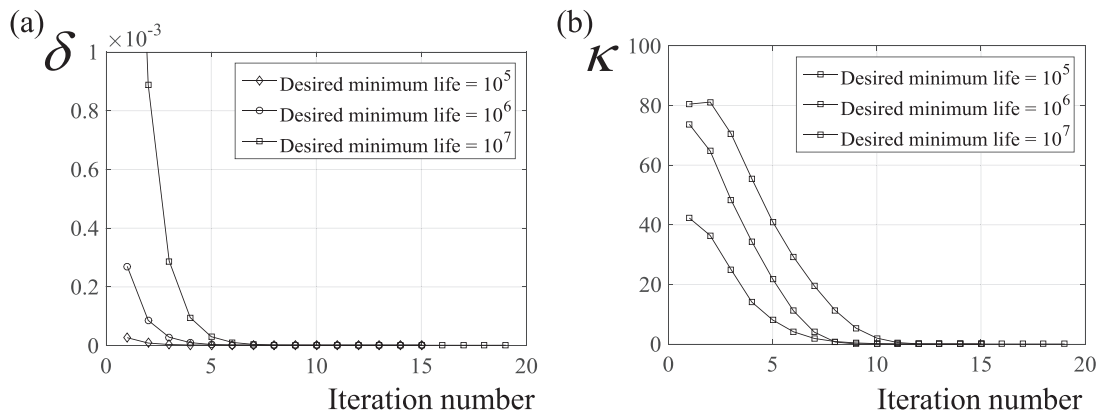 (a)
δ
×10⁻³
1
0.8
0.6
0.4
0.2
0
0 5 10 15 20
Desired minimum life = 10⁵
Desired minimum life = 10⁶
Desired minimum life = 10⁷
Iteration number
(b)
κ
100
80
60
40
20
0
0 5 10 15 20
Desired minimum life = 10⁵
Desired minimum life = 10⁶
Desired minimum life = 10⁷
Iteration number